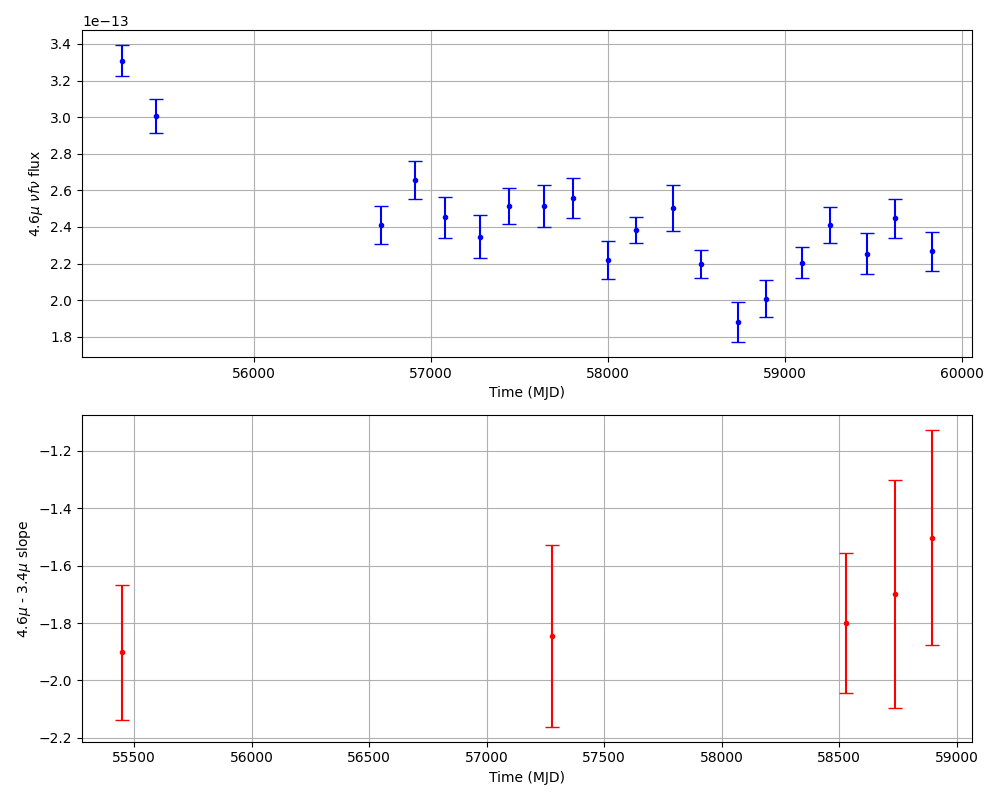 1e−13
3.4
3.2
3.0
2.8
2.6
2.4
2.2
2.0
1.8
4.6μ νfν flux
56000 57000 58000 59000 60000
Time (MJD)
−1.2
−1.4
−1.6
−1.8
−2.0
−2.2
4.6μ - 3.4μ slope
55500 56000 56500 57000 57500 58000 58500 59000
Time (MJD)